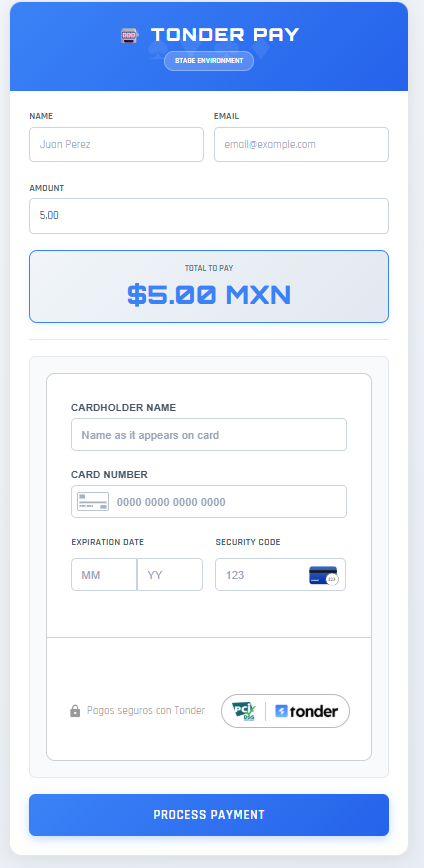 TONDER PAY
STAGE ENVIRONMENT
NAME
EMAIL
Juan Perez
email@example.com
AMOUNT
5.00
TOTAL TO PAY
$5.00 MXN
CARDHOLDER NAME
Name as it appears on card
CARD NUMBER
0000 0000 0000 0000
EXPIRATION DATE
SECURITY CODE
MM
YY
123
123
Pagos seguros con Tonder
PCI
DSS
tonder
PROCESS PAYMENT